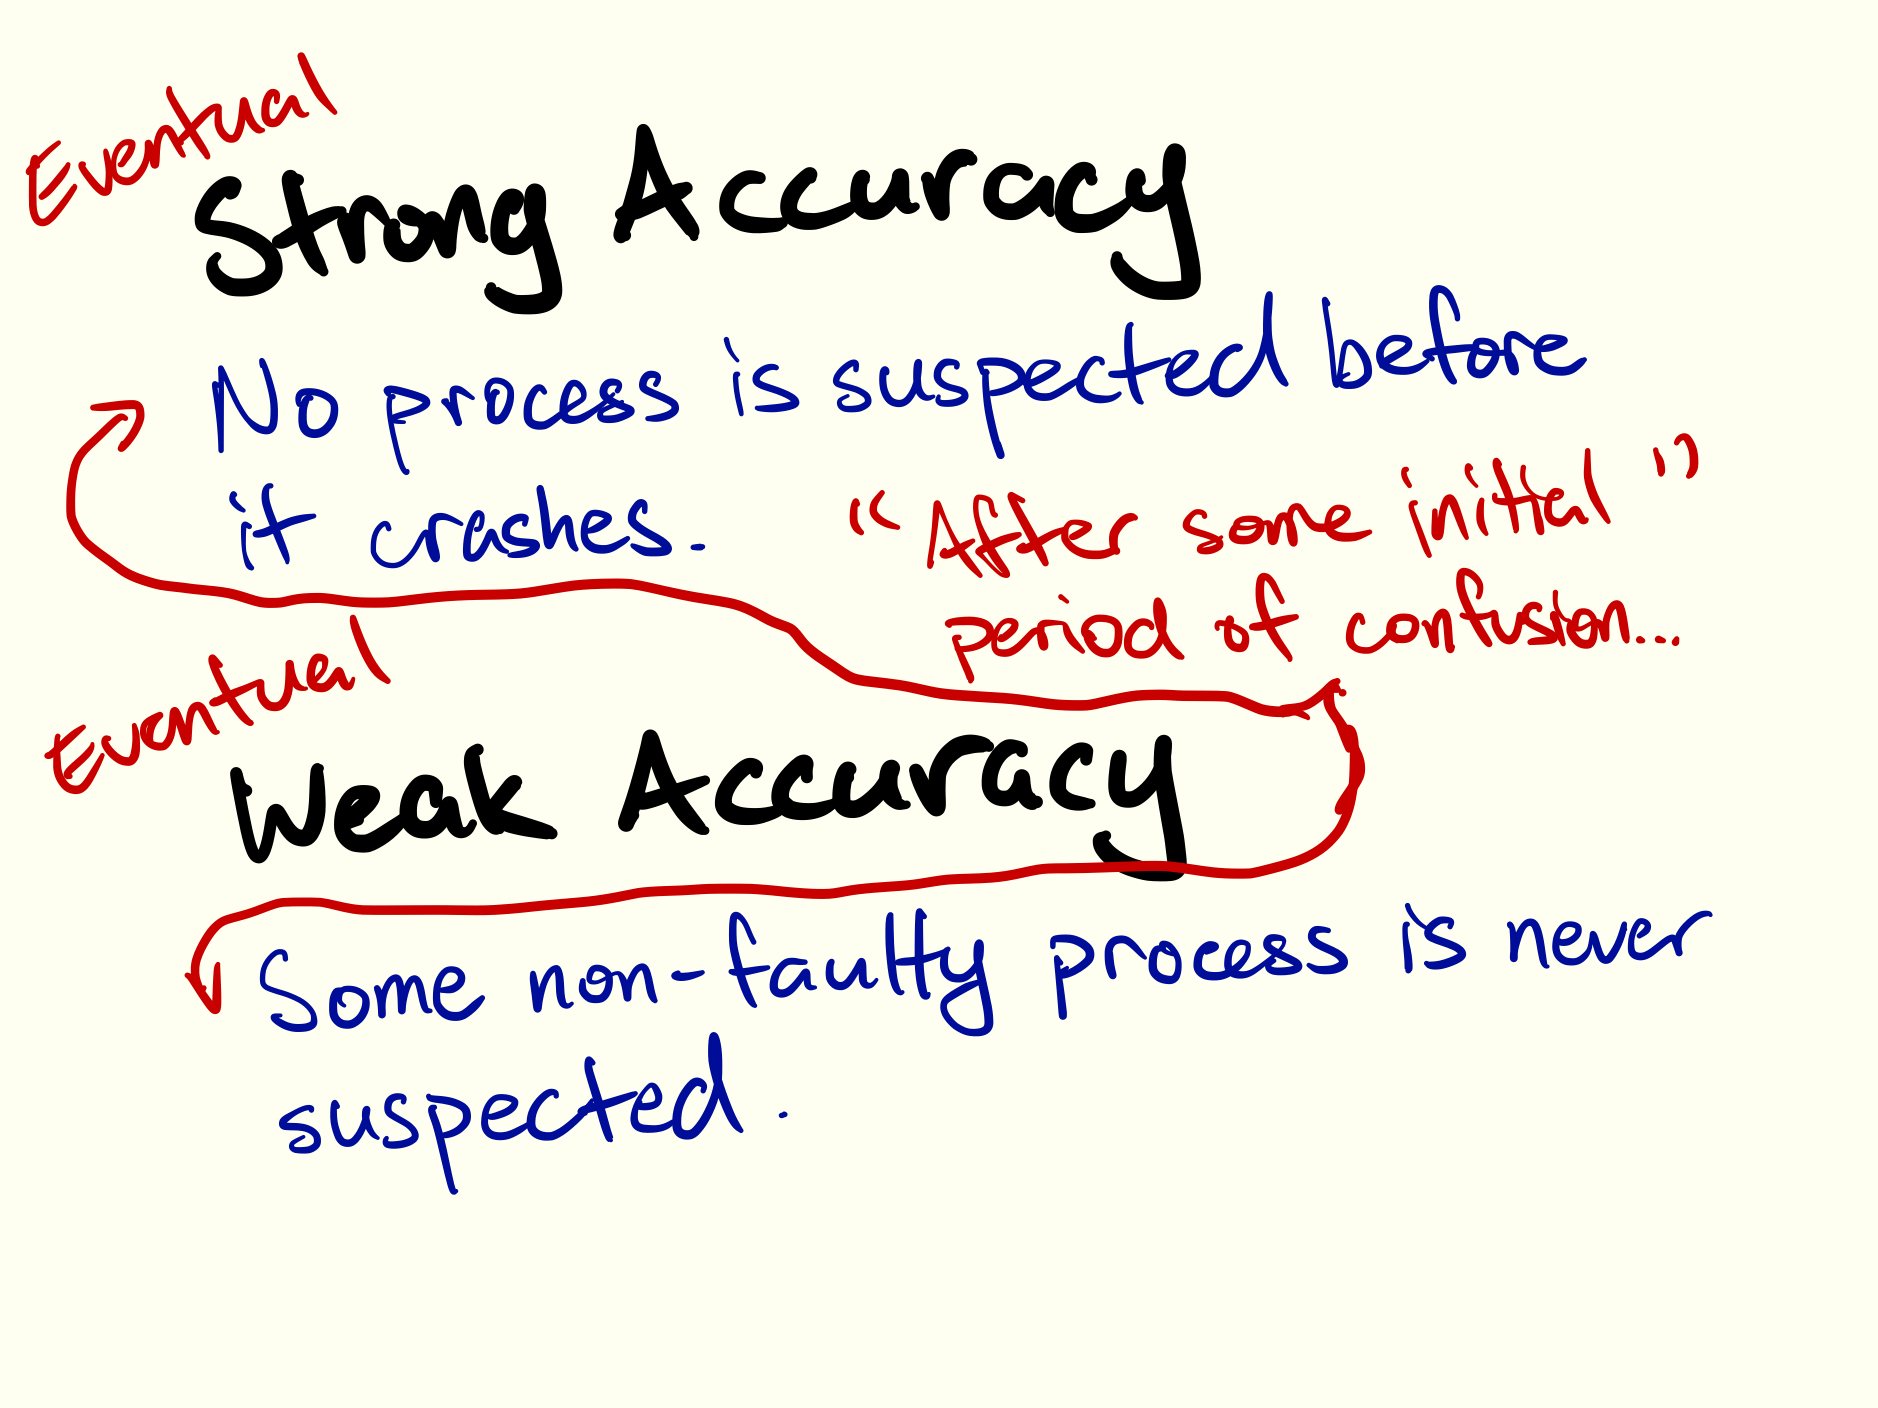 Eventual
Strong Accuracy
No process is suspected before
it crashes.
"After some initial "
period of confusion...
Eventual
Weak Accuracy
Some non-faulty process is never
suspected.